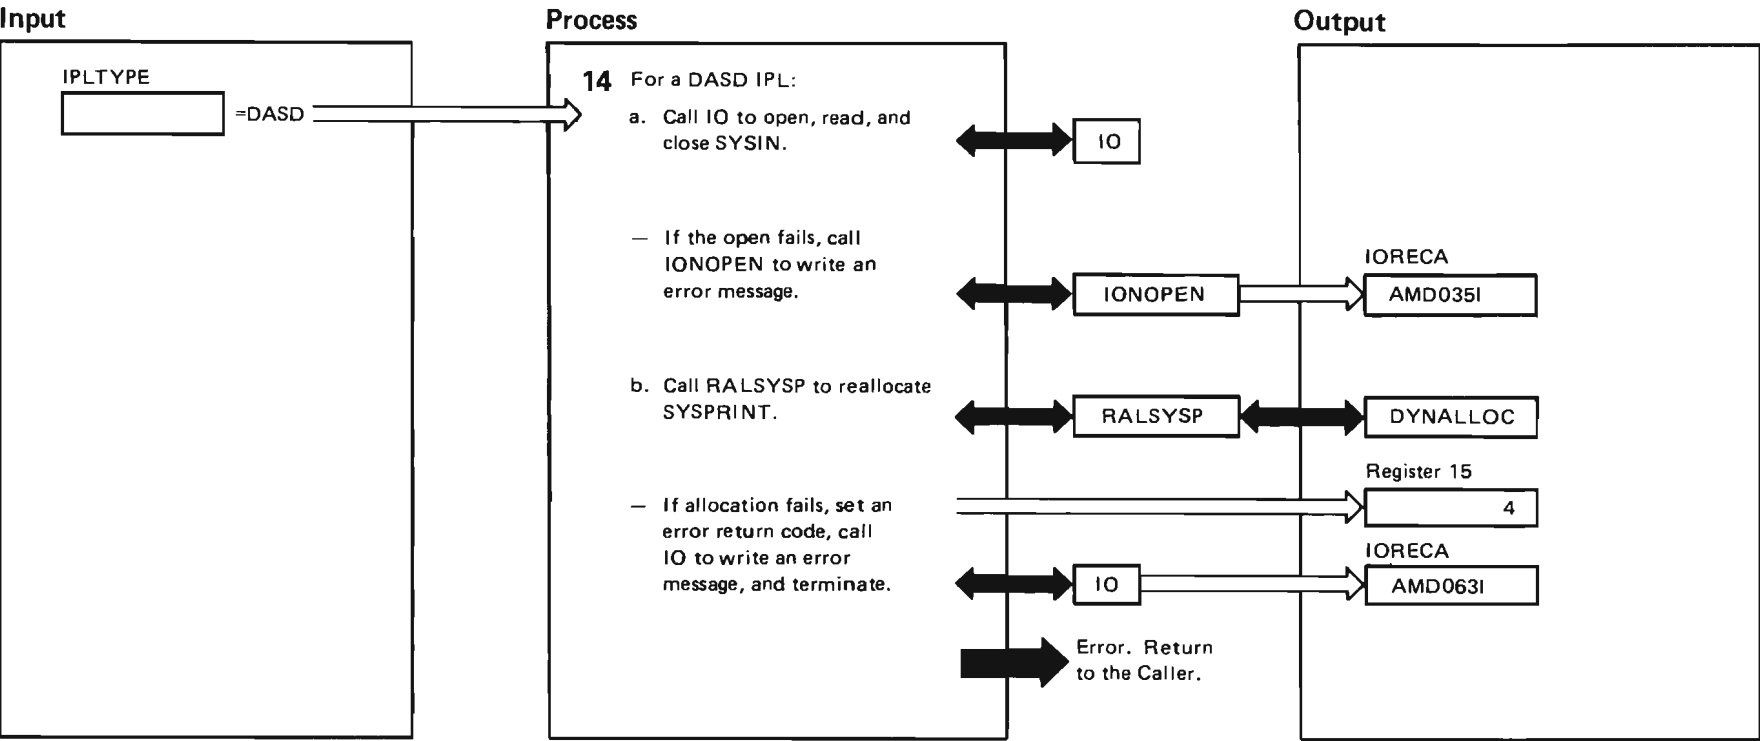 Input
Process
Output
IPLTYPE
=DASD
14 For a DASD IPL:
a. Call IO to open, read, and
close SYSIN.
IO
— If the open fails, call
IONOPEN to write an
error message.
IONOPEN
IORECA
AMD035I
b. Call RALSYSP to reallocate
SYSPRINT.
RALSYSP
DYNALLOC
Register 15
4
— If allocation fails, set an
error return code, call
IO to write an error
message, and terminate.
IO
IORECA
AMD063I
Error. Return
to the Caller.